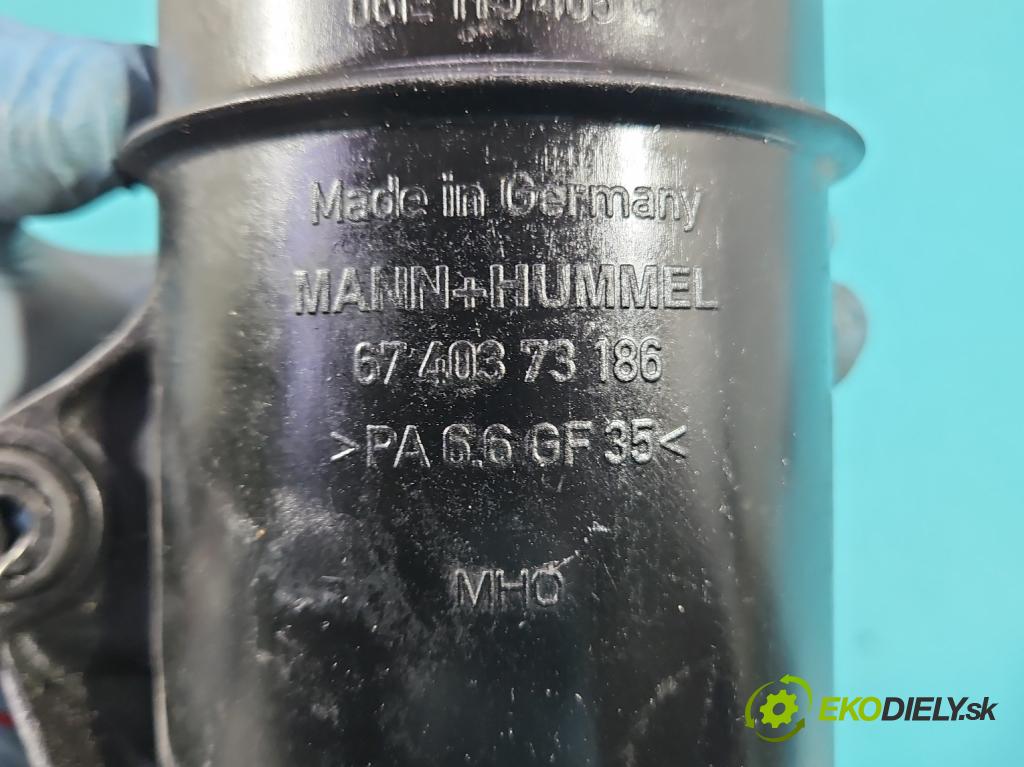 Made in Germany
MANN+HUMMEL
67 403 73 186
>PA 6.6 GF 35<
MHO
EKODIELY.sk